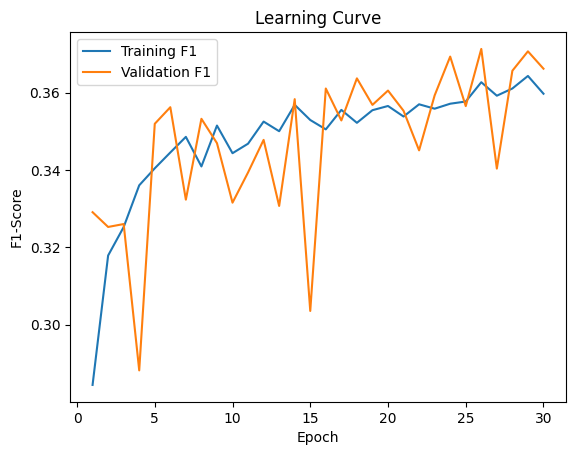 Learning Curve
Training F1
Validation F1
0.36
0.34
0.32
0.30
F1-Score
0
5
10
15
20
25
30
Epoch